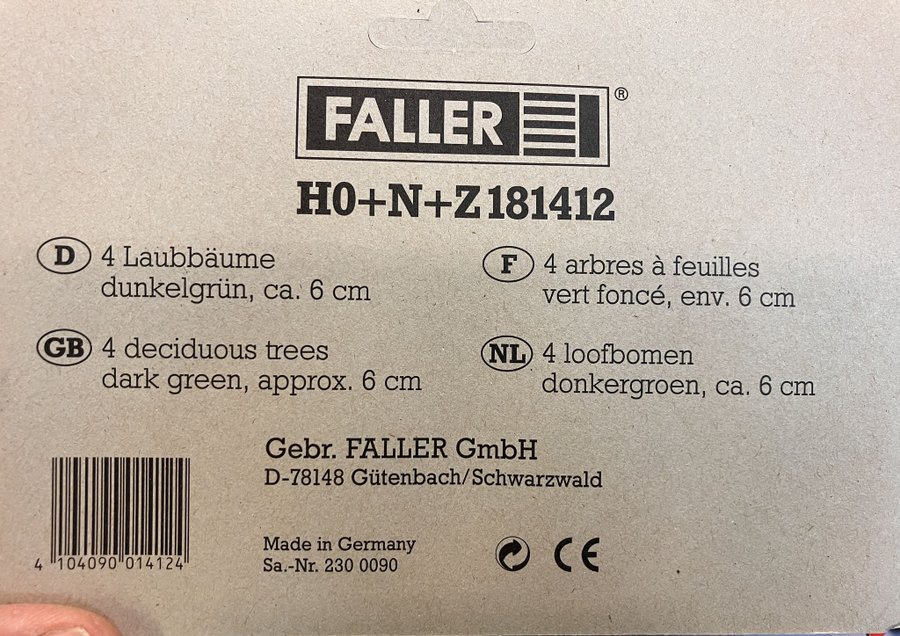 FALLER ®
H0+N+Z 181412
D 4 Laubbäume
dunkelgrün, ca. 6 cm
F 4 arbres à feuilles
vert foncé, env. 6 cm
GB 4 deciduous trees
dark green, approx. 6 cm
NL 4 loofbomen
donkergroen, ca. 6 cm
Gebr. FALLER GmbH
D-78148 Gütenbach/Schwarzwald
Made in Germany
Sa.-Nr. 230 0090
CE
4 104090 014124